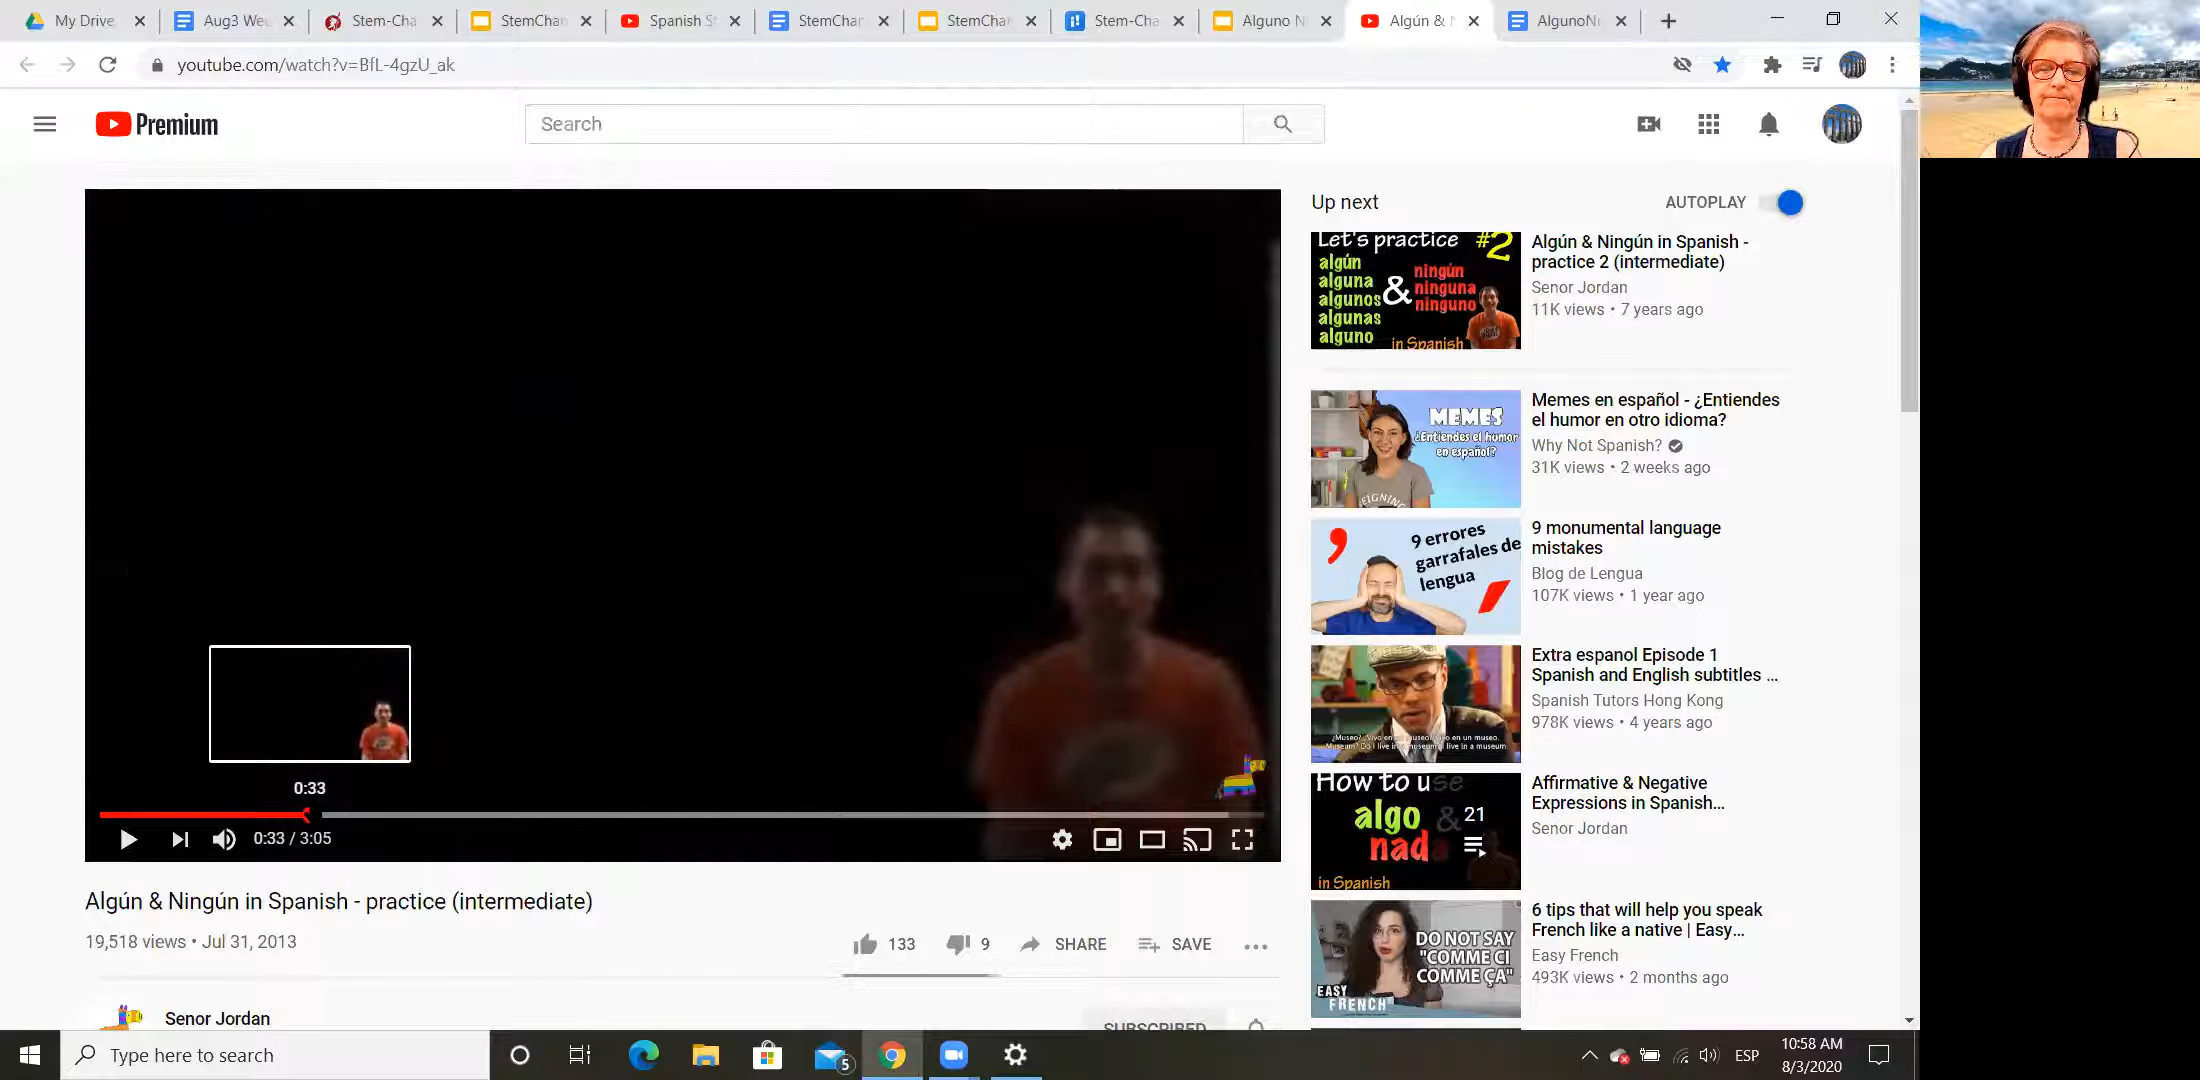 My Drive
Aug3 Wee
Stem-Cha
StemChan
Spanish S
StemChar
StemChar
Stem-Cha
Alguno N
Algún & N
AlgunoNi
youtube.com/watch?v=BfL-4gzU_ak
Premium
Search
Up next
AUTOPLAY
Let's practice #2
algún
alguna
algunos
algunas
alguno
&
ningún
ninguna
ninguno
in Spanish
Algún & Ningún in Spanish -
practice 2 (intermediate)
Senor Jordan
11K views • 7 years ago
MEMES
¿Entiendes el humor
en español?
Memes en español - ¿Entiendes
el humor en otro idioma?
Why Not Spanish?
31K views • 2 weeks ago
9 errores
garrafales de
lengua
9 monumental language
mistakes
Blog de Lengua
107K views • 1 year ago
Extra espanol Episode 1
Spanish and English subtitles ...
Spanish Tutors Hong Kong
978K views • 4 years ago
How to use
algo &
nada
in Spanish
21
Affirmative & Negative
Expressions in Spanish...
Senor Jordan
DO NOT SAY
"COMME CI
COMME ÇA"
EASY
FRENCH
6 tips that will help you speak
French like a native | Easy...
Easy French
493K views • 2 months ago
0:33
0:33 / 3:05
Algún & Ningún in Spanish - practice (intermediate)
19,518 views • Jul 31, 2013
133
9
SHARE
SAVE
Senor Jordan
SUBSCRIBED
Type here to search
5
ESP
10:58 AM
8/3/2020